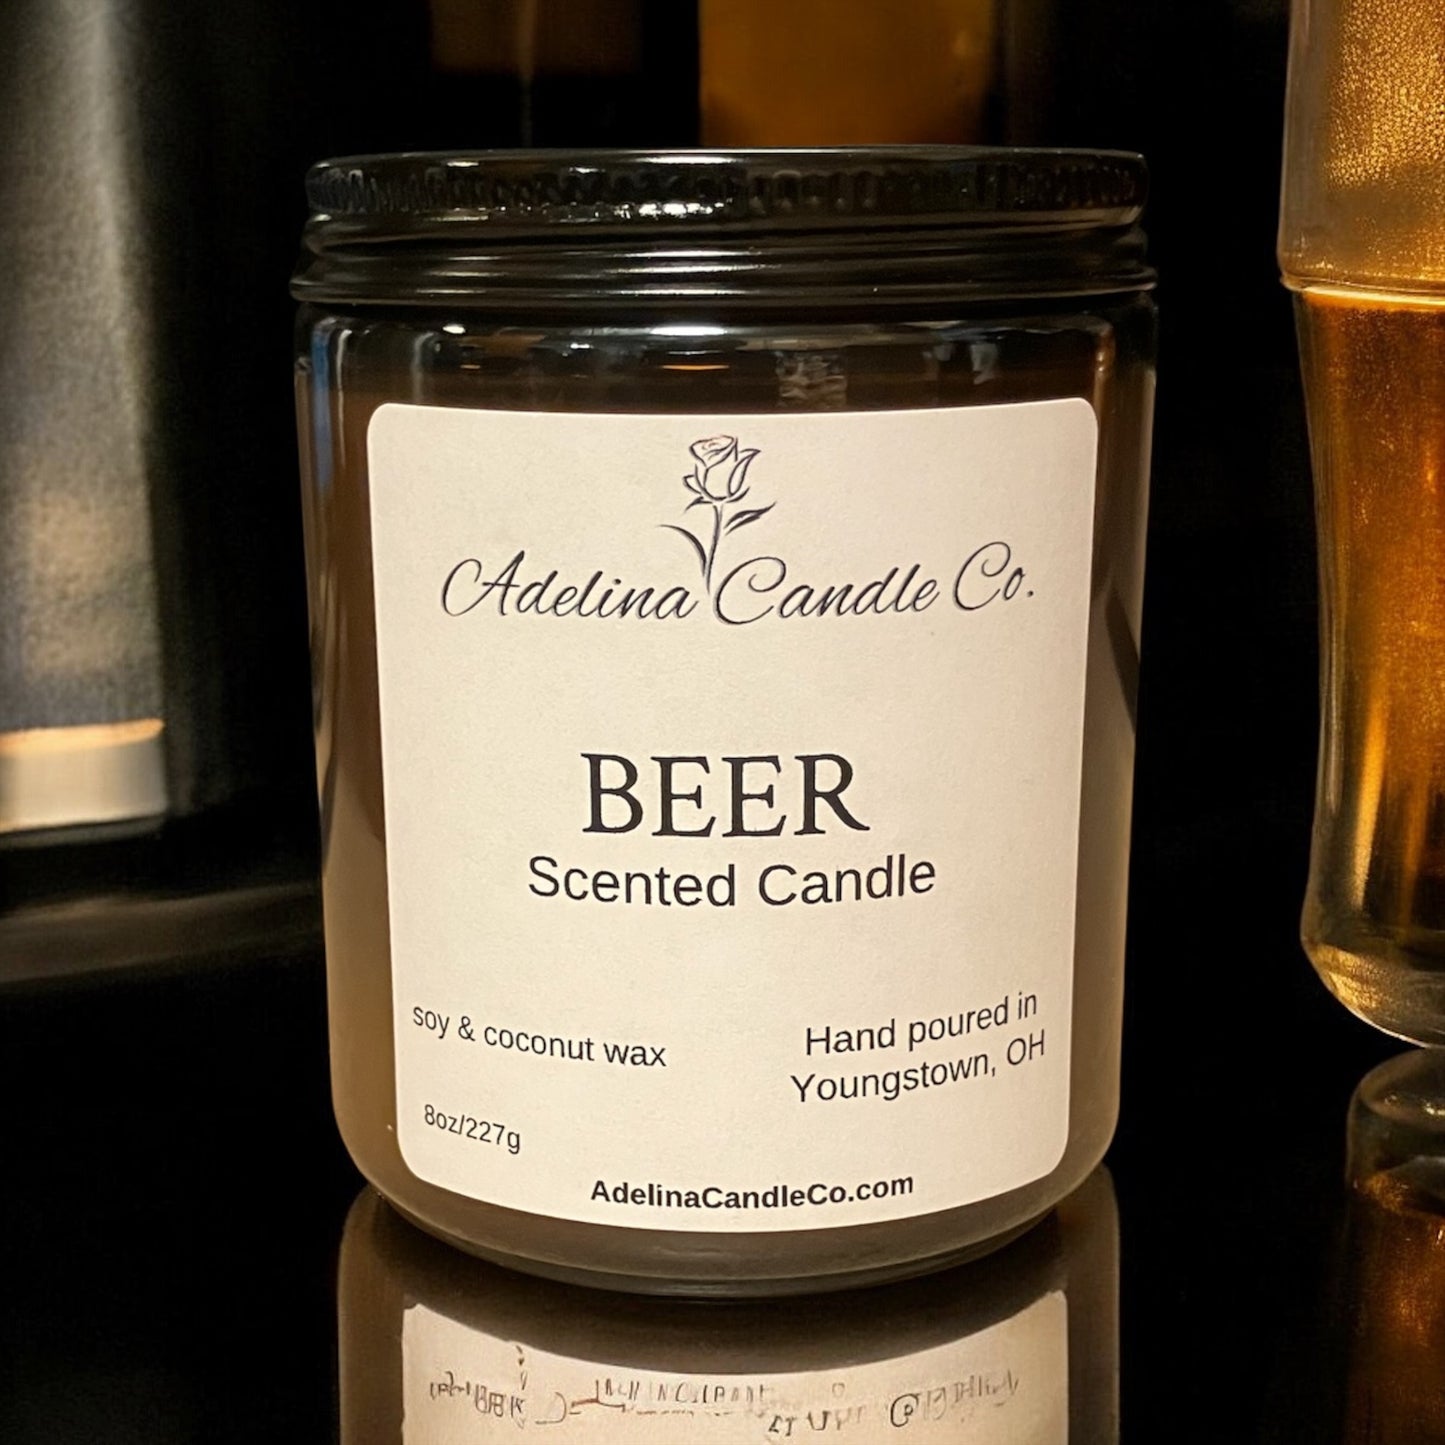 Adelina Candle Co.
BEER
Scented Candle
soy & coconut wax
Hand poured in
Youngstown, OH
8oz/227g
AdelinaCandleCo.com